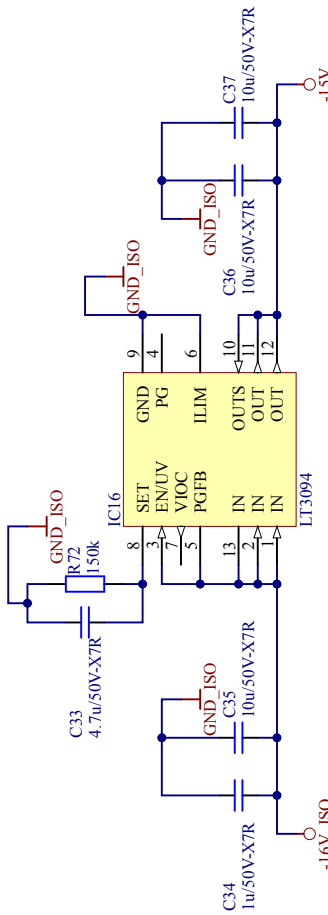 C33
4.7u/50V-X7R
R72
150k
GND_ISO
IC16
8
SET
3
EN/UV
7
VIOC
5
PGFB
13
IN
2
IN
1
IN
GND
9
PG
4
ILIM
6
OUTS
10
OUT
11
OUT
12
LT3094
GND_ISO
C34
1u/50V-X7R
C35
10u/50V-X7R
GND_ISO
-16V_ISO
C36
10u/50V-X7R
C37
10u/50V-X7R
GND_ISO
-15V